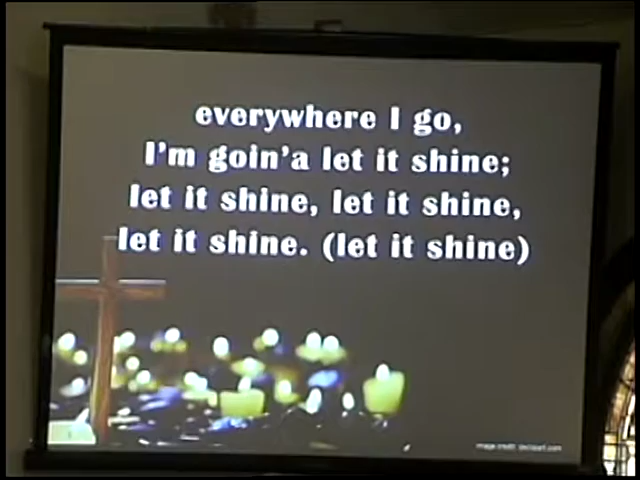 everywhere I go,
I'm goin'a let it shine;
let it shine, let it shine,
let it shine. (let it shine)